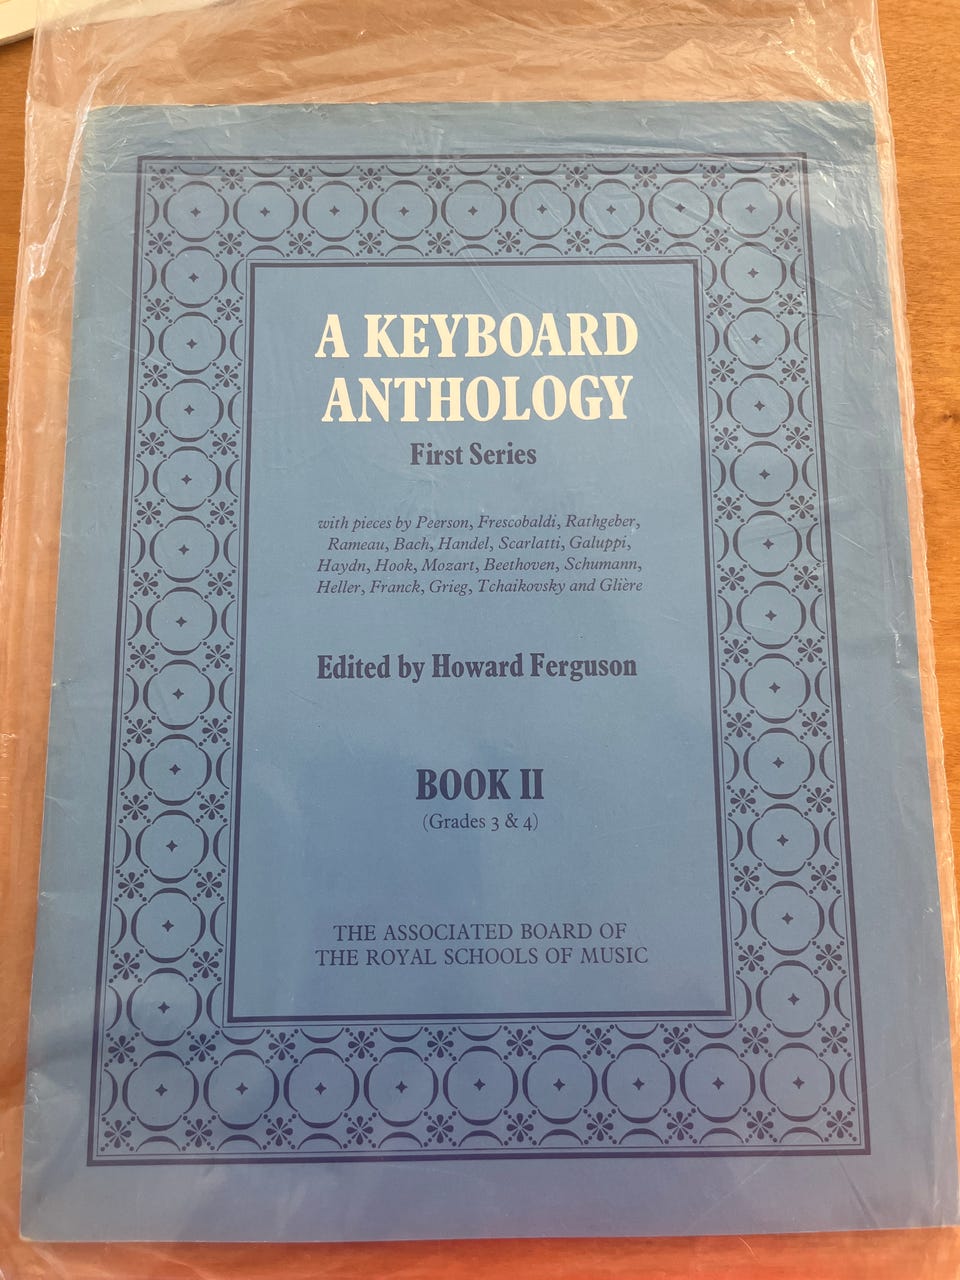 A KEYBOARD
ANTHOLOGY
First Series
with pieces by Peerson, Frescobaldi, Rathgeber,
Rameau, Bach, Handel, Scarlatti, Galuppi,
Haydn, Hook, Mozart, Beethoven, Schumann,
Heller, Franck, Grieg, Tchaikovsky and Glière
Edited by Howard Ferguson
BOOK II
(Grades 3 & 4)
THE ASSOCIATED BOARD OF
THE ROYAL SCHOOLS OF MUSIC